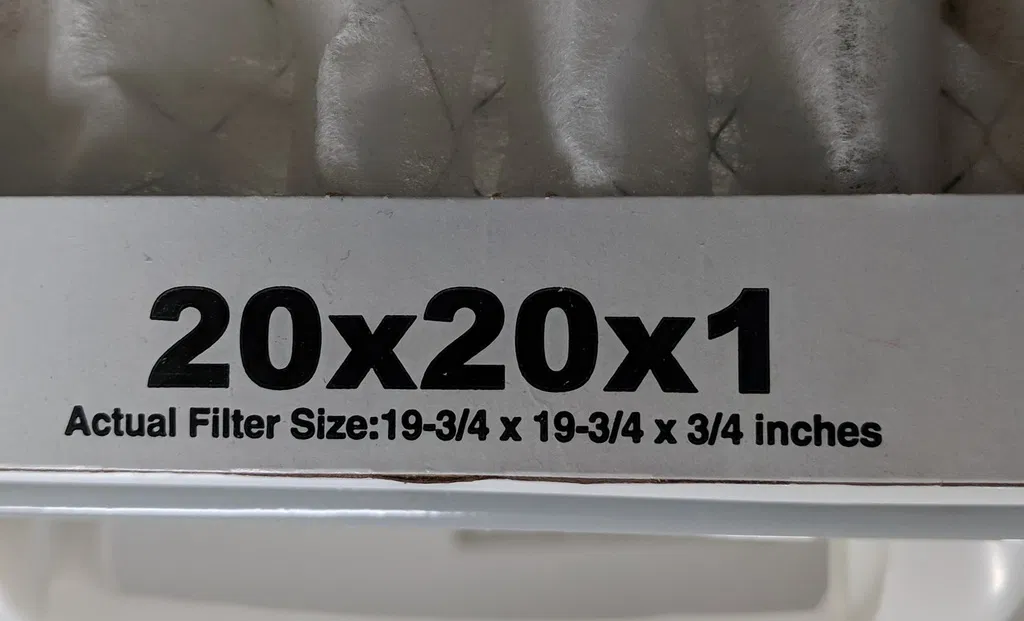 20x20x1
Actual Filter Size:19-3/4 x 19-3/4 x 3/4 inches